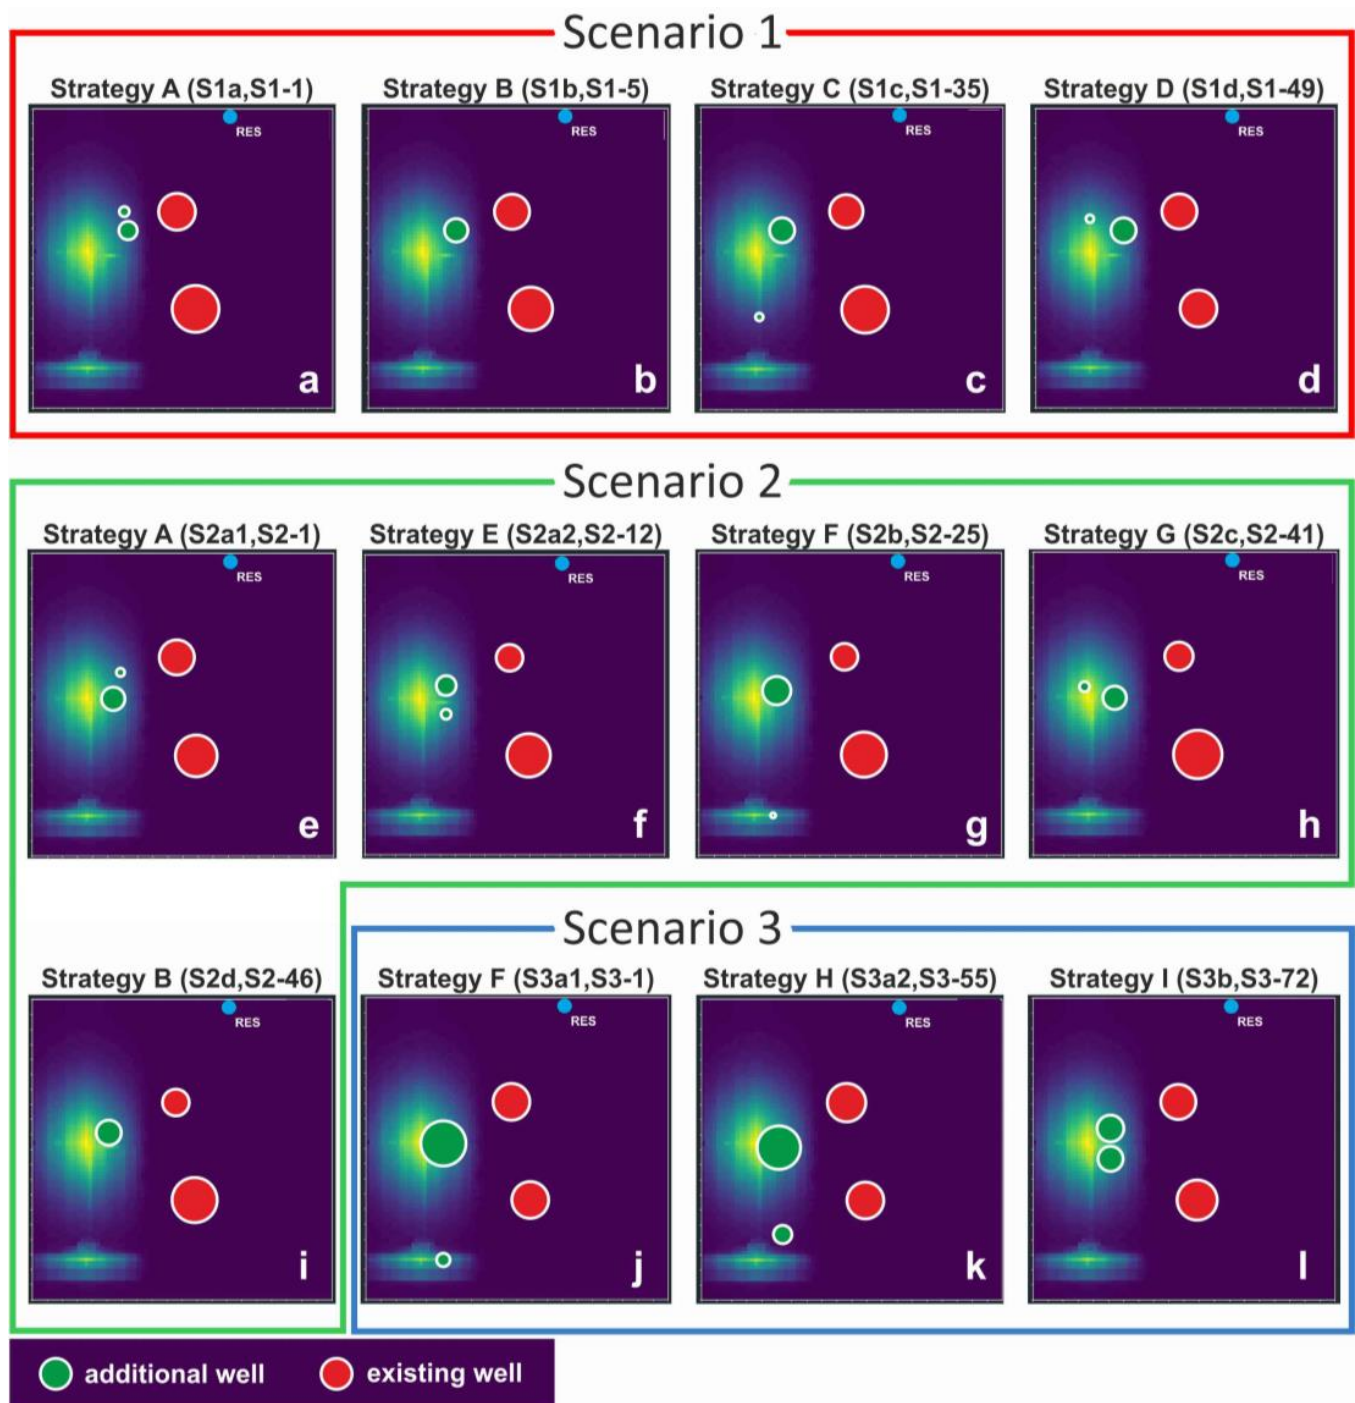 Scenario 1
Strategy A (S1a,S1-1) Strategy B (S1b,S1-5) Strategy C (S1c,S1-35) Strategy D (S1d,S1-49)
RES RES RES RES
a b c d
Scenario 2
Strategy A (S2a1,S2-1) Strategy E (S2a2,S2-12) Strategy F (S2b,S2-25) Strategy G (S2c,S2-41)
RES RES RES RES
e f g h
Scenario 3
Strategy B (S2d,S2-46) Strategy F (S3a1,S3-1) Strategy H (S3a2,S3-55) Strategy I (S3b,S3-72)
RES RES RES RES
i j k l
additional well existing well